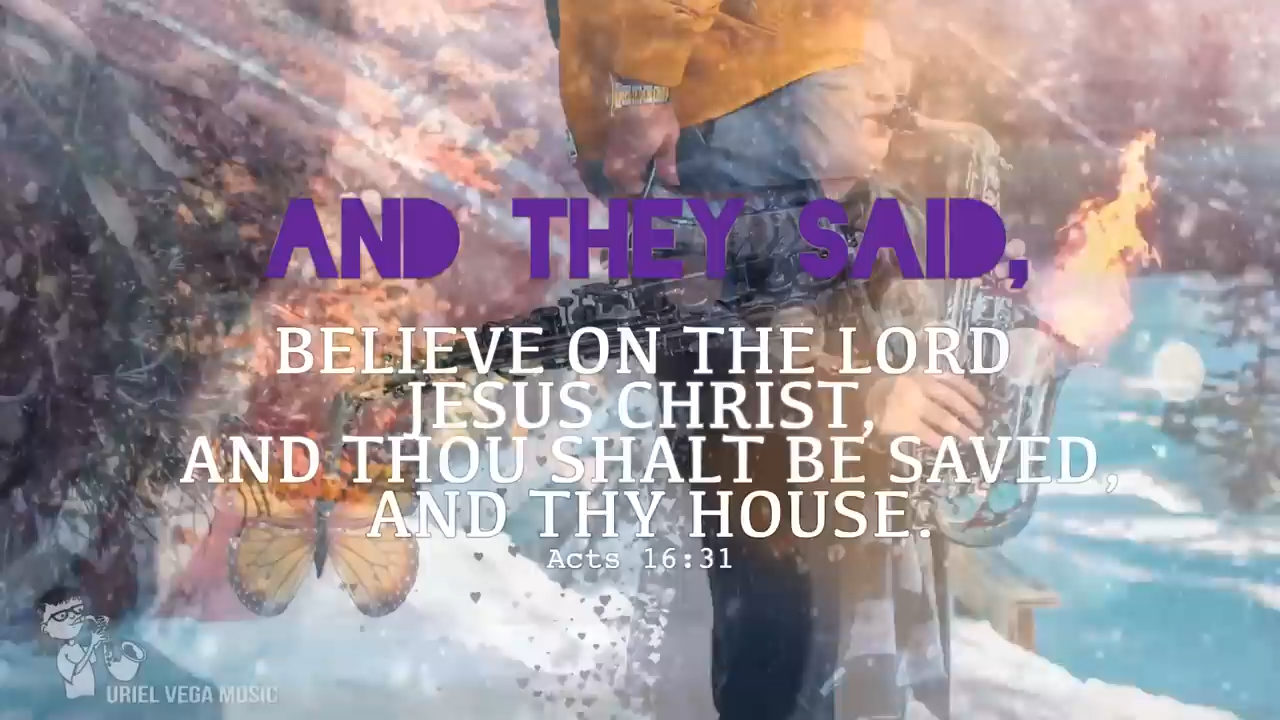 AND THEY SAID,
BELIEVE ON THE LORD
JESUS CHRIST,
AND THOU SHALT BE SAVED,
AND THY HOUSE.
Acts 16:31
URIEL VEGA MUSIC